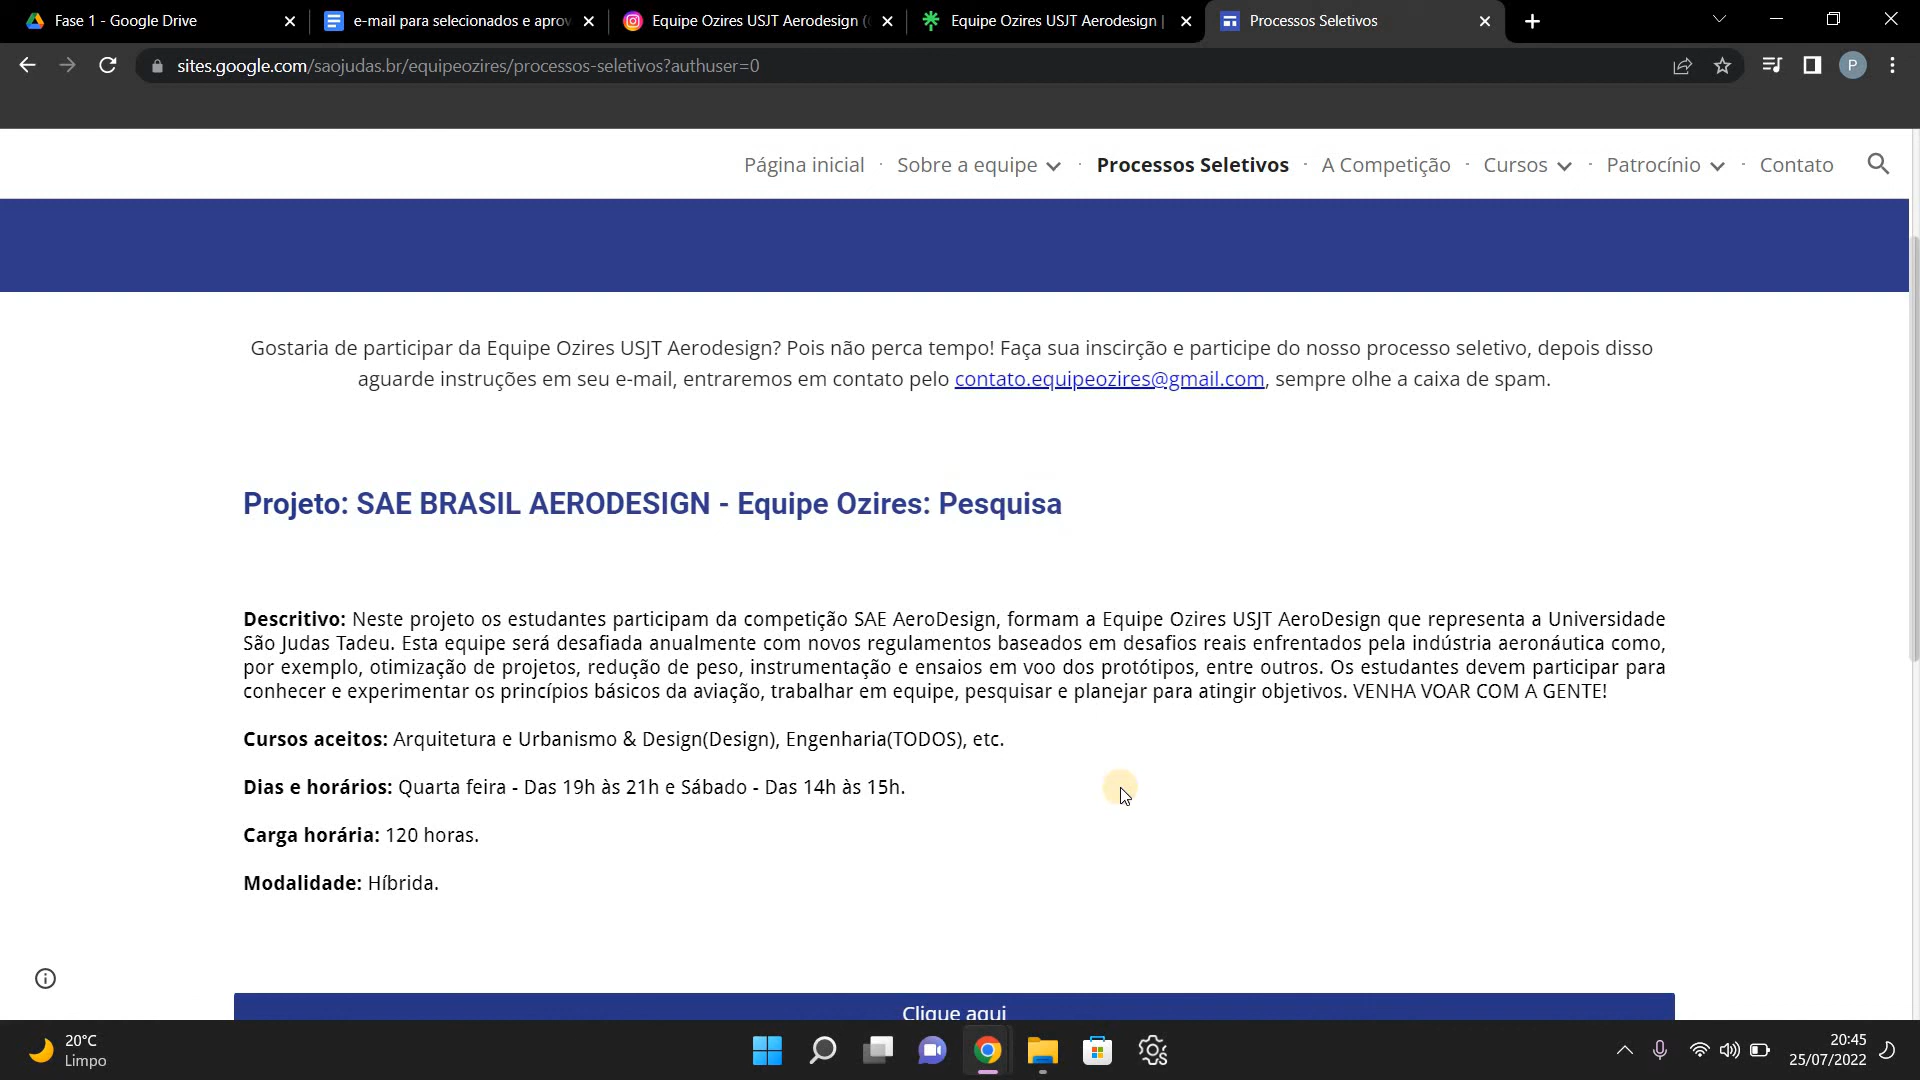 Fase 1 - Google Drive
e-mail para selecionados e aprov
Equipe Ozires USJT Aerodesign (
Equipe Ozires USJT Aerodesign |
Processos Seletivos
sites.google.com/saojudas.br/equipeozires/processos-seletivos?authuser=0
P
Página inicial · Sobre a equipe · Processos Seletivos · A Competição · Cursos · Patrocínio · Contato
Gostaria de participar da Equipe Ozires USJT Aerodesign? Pois não perca tempo! Faça sua inscirção e participe do nosso processo seletivo, depois disso
aguarde instruções em seu e-mail, entraremos em contato pelo contato.equipeozires@gmail.com, sempre olhe a caixa de spam.
Projeto: SAE BRASIL AERODESIGN - Equipe Ozires: Pesquisa
Descritivo: Neste projeto os estudantes participam da competição SAE AeroDesign, formam a Equipe Ozires USJT AeroDesign que representa a Universidade
São Judas Tadeu. Esta equipe será desafiada anualmente com novos regulamentos baseados em desafios reais enfrentados pela indústria aeronáutica como,
por exemplo, otimização de projetos, redução de peso, instrumentação e ensaios em voo dos protótipos, entre outros. Os estudantes devem participar para
conhecer e experimentar os princípios básicos da aviação, trabalhar em equipe, pesquisar e planejar para atingir objetivos. VENHA VOAR COM A GENTE!
Cursos aceitos: Arquitetura e Urbanismo & Design(Design), Engenharia(TODOS), etc.
Dias e horários: Quarta feira - Das 19h às 21h e Sábado - Das 14h às 15h.
Carga horária: 120 horas.
Modalidade: Híbrida.
Clique aqui
20°C
Limpo
20:45
25/07/2022